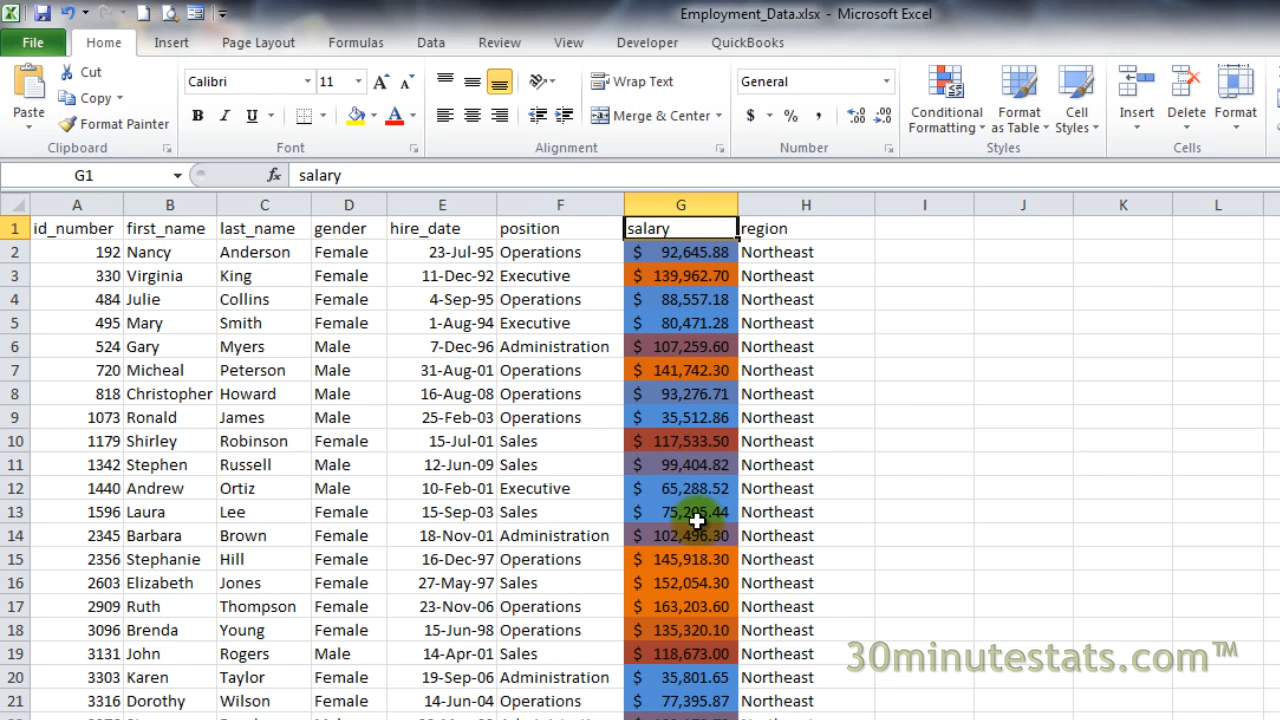 Employment_Data.xlsx - Microsoft Excel
File Home Insert Page Layout Formulas Data Review View Developer QuickBooks
Paste Cut Calibri 11 Wrap Text General Conditional Formatting Format as Table Cell Styles Insert Delete Format
Copy B I U Merge & Center $ % ,
Format Painter
Clipboard Font Alignment Number Styles Cells
G1 fx salary
A B C D E F G H I J K L
1 id_number first_name last_name gender hire_date position salary region
2 192 Nancy Anderson Female 23-Jul-95 Operations $ 92,645.88 Northeast
3 330 Virginia King Female 11-Dec-92 Executive $ 139,962.70 Northeast
4 484 Julie Collins Female 4-Sep-95 Operations $ 88,557.18 Northeast
5 495 Mary Smith Female 1-Aug-94 Executive $ 80,471.28 Northeast
6 524 Gary Myers Male 7-Dec-96 Administration $ 107,259.60 Northeast
7 720 Micheal Peterson Male 31-Aug-01 Operations $ 141,742.30 Northeast
8 818 Christopher Howard Male 16-Aug-08 Operations $ 93,276.71 Northeast
9 1073 Ronald James Male 25-Feb-03 Operations $ 35,512.86 Northeast
10 1179 Shirley Robinson Female 15-Jul-01 Sales $ 117,533.50 Northeast
11 1342 Stephen Russell Male 12-Jun-09 Sales $ 99,404.82 Northeast
12 1440 Andrew Ortiz Male 10-Feb-01 Executive $ 65,288.52 Northeast
13 1596 Laura Lee Female 15-Sep-03 Sales $ 75,205.44 Northeast
14 2345 Barbara Brown Female 18-Nov-01 Administration $ 102,496.30 Northeast
15 2356 Stephanie Hill Female 16-Dec-97 Operations $ 145,918.30 Northeast
16 2603 Elizabeth Jones Female 27-May-97 Sales $ 152,054.30 Northeast
17 2909 Ruth Thompson Female 23-Nov-06 Operations $ 163,203.60 Northeast
18 3096 Brenda Young Female 15-Jun-98 Operations $ 135,320.10 Northeast
19 3131 John Rogers Male 14-Apr-01 Sales $ 118,673.00 Northeast
20 3303 Karen Taylor Female 19-Sep-06 Administration $ 35,801.65 Northeast
21 3316 Dorothy Wilson Female 14-Jun-04 Operations $ 77,395.87 Northeast
30minutestats.com™